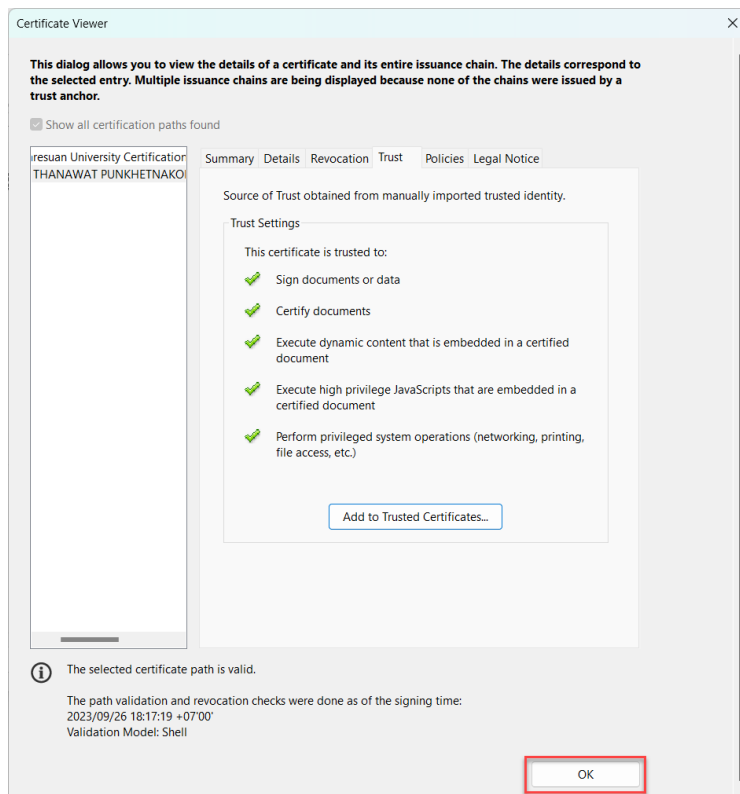 Certificate Viewer
This dialog allows you to view the details of a certificate and its entire issuance chain. The details correspond to
the selected entry. Multiple issuance chains are being displayed because none of the chains were issued by a
trust anchor.
Show all certification paths found
resuan University Certification
THANAWAT PUNKHETNAKO
Summary Details Revocation Trust Policies Legal Notice
Source of Trust obtained from manually imported trusted identity.
Trust Settings
This certificate is trusted to:
Sign documents or data
Certify documents
Execute dynamic content that is embedded in a certified
document
Execute high privilege JavaScripts that are embedded in a
certified document
Perform privileged system operations (networking, printing,
file access, etc.)
Add to Trusted Certificates...
The selected certificate path is valid.
The path validation and revocation checks were done as of the signing time:
2023/09/26 18:17:19 +07'00'
Validation Model: Shell
OK